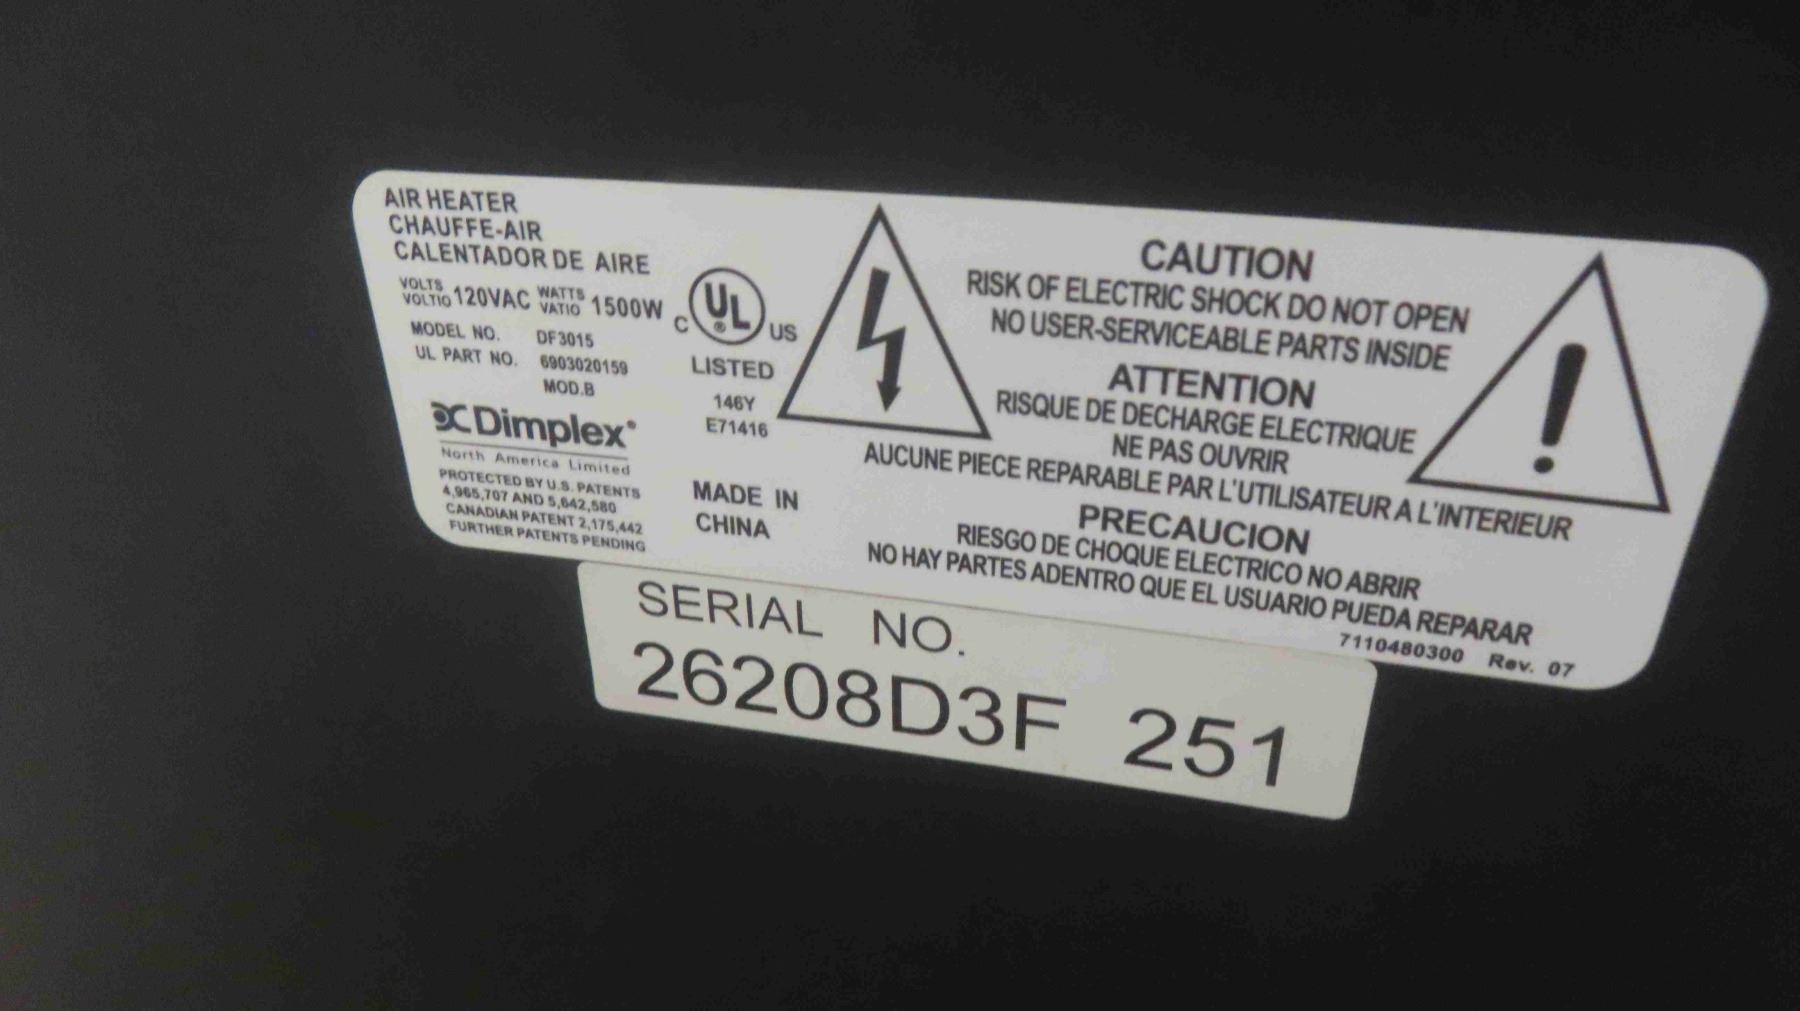 AIR HEATER
CHAUFFE-AIR
CALENTADOR DE AIRE
VOLTS
VOLTIO 120VAC WATTS
VATIO 1500W
MODEL NO. DF3015
UL PART NO. 6903020159
MOD.B
Dimplex®
North America Limited
PROTECTED BY U.S. PATENTS
4,965,707 AND 5,642,580
CANADIAN PATENT 2,175,442
FURTHER PATENTS PENDING
C UL® US
LISTED
146Y
E71416
MADE IN
CHINA
CAUTION
RISK OF ELECTRIC SHOCK DO NOT OPEN
NO USER-SERVICEABLE PARTS INSIDE
ATTENTION
RISQUE DE DECHARGE ELECTRIQUE
NE PAS OUVRIR
AUCUNE PIECE REPARABLE PAR L'UTILISATEUR A L'INTERIEUR
PRECAUCION
RIESGO DE CHOQUE ELECTRICO NO ABRIR
NO HAY PARTES ADENTRO QUE EL USUARIO PUEDA REPARAR
7110480300 Rev. 07
SERIAL NO.
26208D3F 251